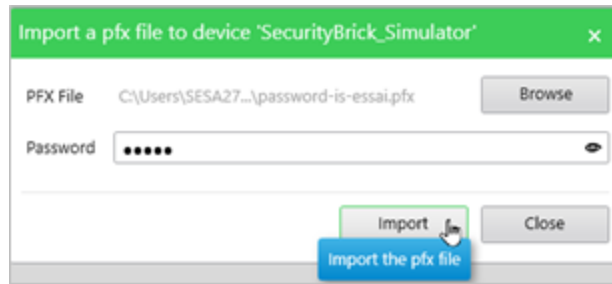 Import a pfx file to device 'SecurityBrick_Simulator'
PFX File C:\Users\SESA27...\password-is-essai.pfx Browse
Password •••••
Import Close
Import the pfx file